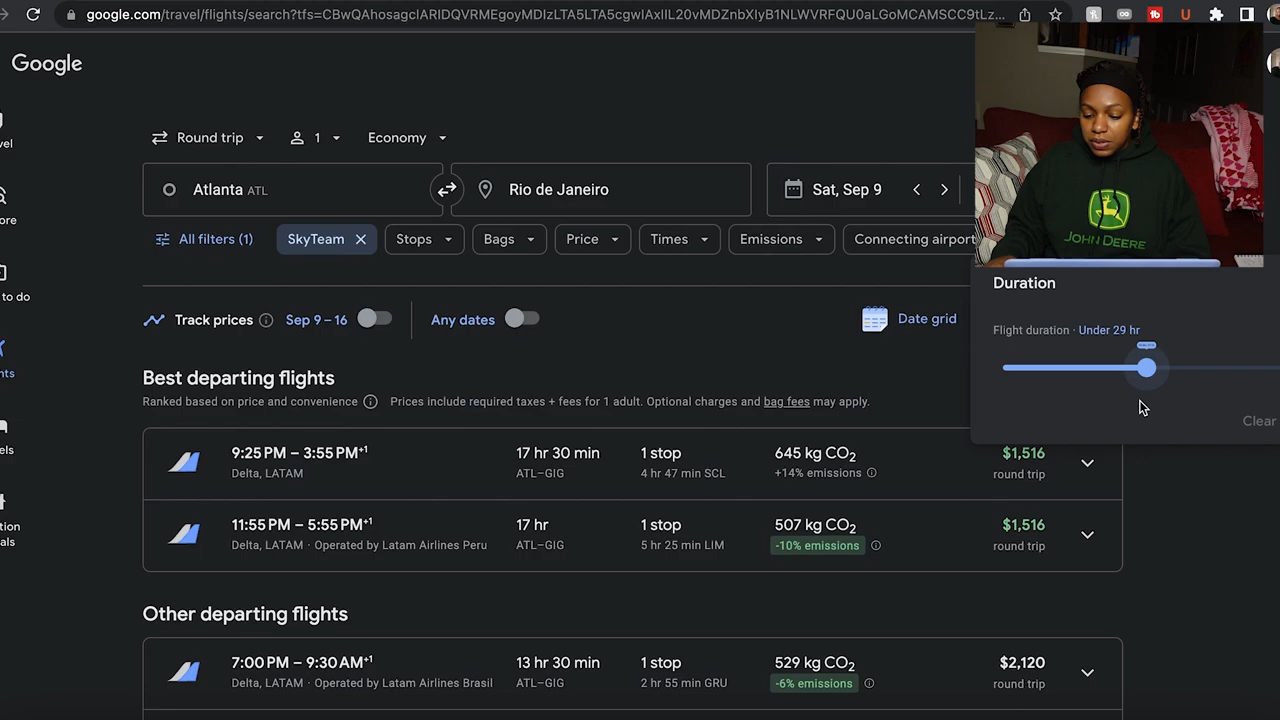 google.com/travel/flights/search?tfs=CBwQAhosagcIARIDQVRMEgoyMDIzLTA5LTA5cgwIAxIIL20vMDZnbXIyB1NLWVRFQU0aLGoMCAMSCC9tLz...
Google
vel
Round trip
1
Economy
Atlanta ATL
Rio de Janeiro
Sat, Sep 9
ore
All filters (1)
SkyTeam
Stops
Bags
Price
Times
Emissions
Connecting airport
JOHN DEERE
Duration
to do
Track prices
Sep 9 – 16
Any dates
Date grid
Flight duration · Under 29 hr
nts
Best departing flights
Ranked based on price and convenience
Prices include required taxes + fees for 1 adult. Optional charges and bag fees may apply.
Clear
els
9:25 PM – 3:55 PM+1
17 hr 30 min
1 stop
645 kg CO2
$1,516
Delta, LATAM
ATL–GIG
4 hr 47 min SCL
+14% emissions
round trip
tion
als
11:55 PM – 5:55 PM+1
17 hr
1 stop
507 kg CO2
$1,516
Delta, LATAM · Operated by Latam Airlines Peru
ATL–GIG
5 hr 25 min LIM
-10% emissions
round trip
Other departing flights
7:00 PM – 9:30 AM+1
13 hr 30 min
1 stop
529 kg CO2
$2,120
Delta, LATAM · Operated by Latam Airlines Brasil
ATL–GIG
2 hr 55 min GRU
-6% emissions
round trip